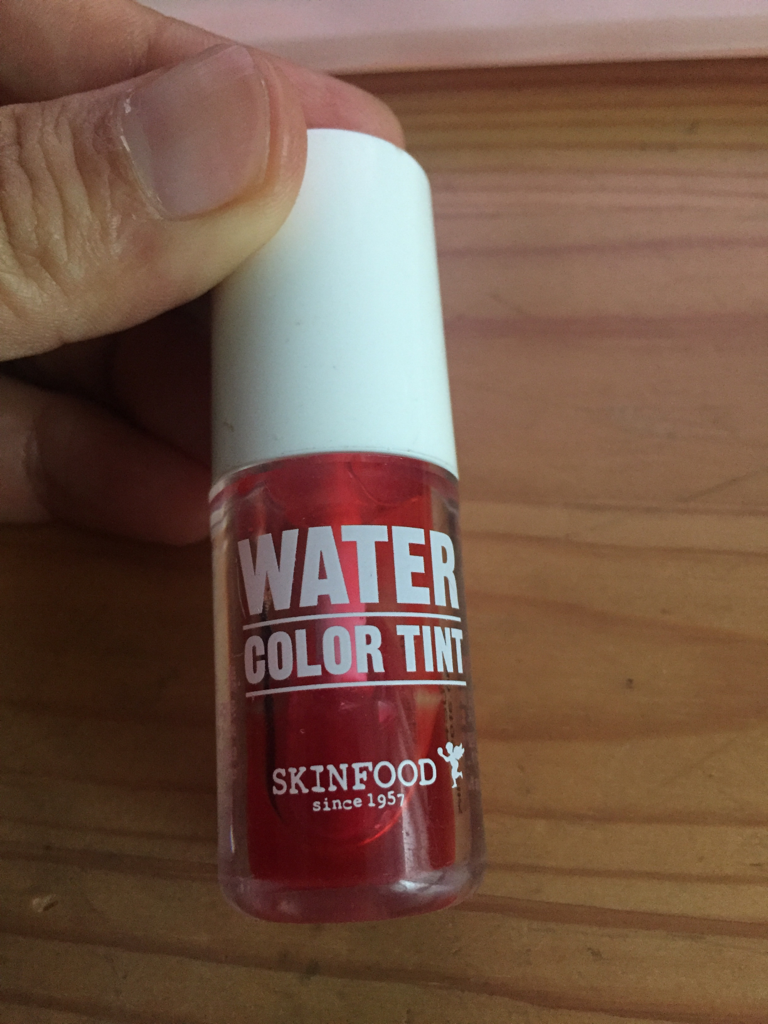 WATER
COLOR TINT
SKINFOOD
since 1957